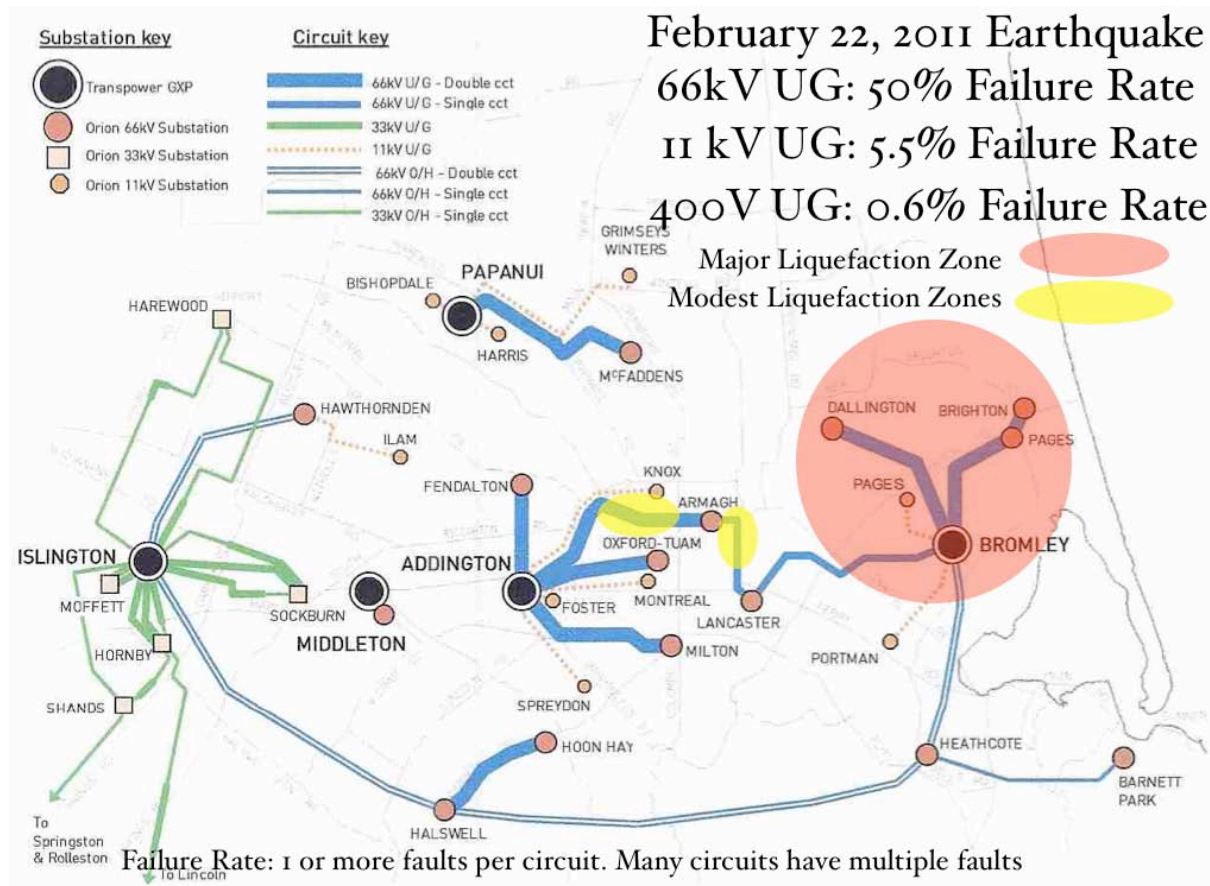 February 22, 2011 Earthquake
66kV UG: 50% Failure Rate
11 kV UG: 5.5% Failure Rate
400V UG: 0.6% Failure Rate
Major Liquefaction Zone
Modest Liquefaction Zones
Substation key
Transpower GXP
Orion 66kV Substation
Orion 33kV Substation
Orion 11kV Substation
Circuit key
66kV U/G - Double cct
66kV U/G - Single cct
33kV U/G
11kV U/G
66kV O/H - Double cct
66kV O/H - Single cct
33kV O/H - Single cct
GRIMSEYS
WINTERS
PAPANUI
BISHOPDALE
HAREWOOD
HARRIS
McFADDENS
HAWTHORNDEN
ILAM
DALLINGTON
BRIGHTON
PAGES
KNOX
FENDALTON
ARMAGH
PAGES
OXFORD-TUAM
BROMLEY
ISLINGTON
ADDINGTON
MOFFETT
SOCKBURN
FOSTER
MONTREAL
LANCASTER
MIDDLETON
HORNBY
MILTON
PORTMAN
SHANDS
SPREYDON
HOON HAY
HEATHCOTE
BARNETT
PARK
HALSWELL
To
Springston
& Rolleston
To Lincoln
Failure Rate: 1 or more faults per circuit. Many circuits have multiple faults